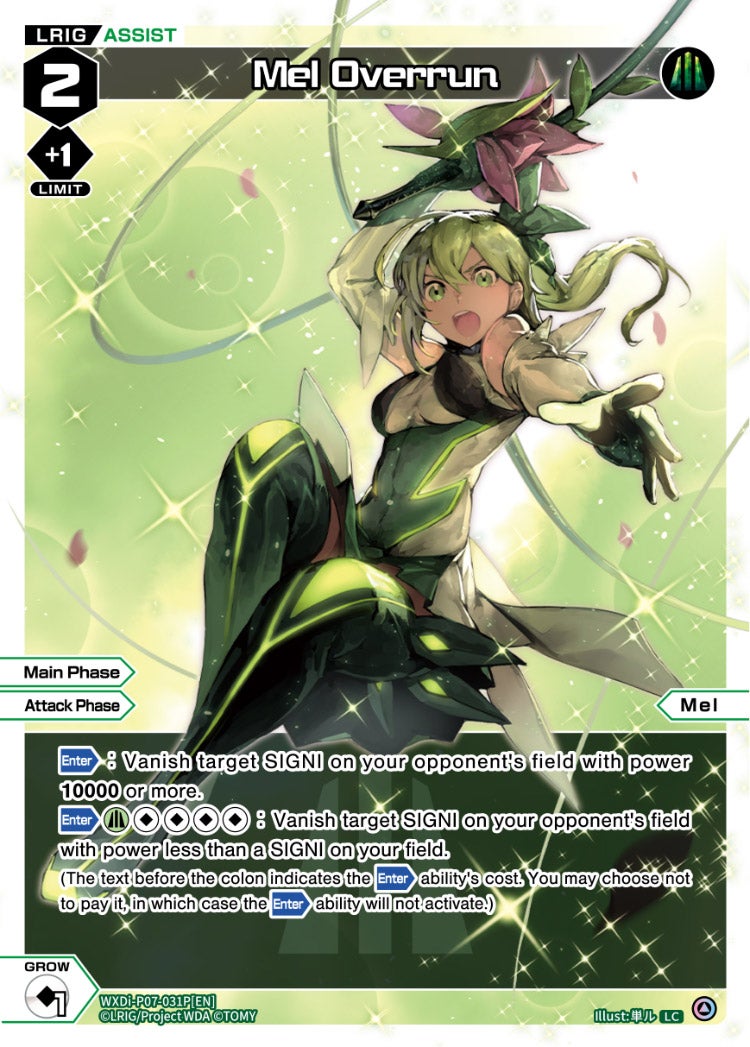 LRIG ASSIST
2
Mel Overrun
+1
LIMIT
Main Phase
Attack Phase
Mel
Enter : Vanish target SIGNI on your opponent's field with power
10000 or more.
Enter : Vanish target SIGNI on your opponent's field
with power less than a SIGNI on your field.
(The text before the colon indicates the Enter ability's cost. You may choose not
to pay it, in which case the Enter ability will not activate.)
GROW
1
WXDi-P07-031P[EN]
©LRIG/Project WDA ©TOMY
Illust:単ル LC